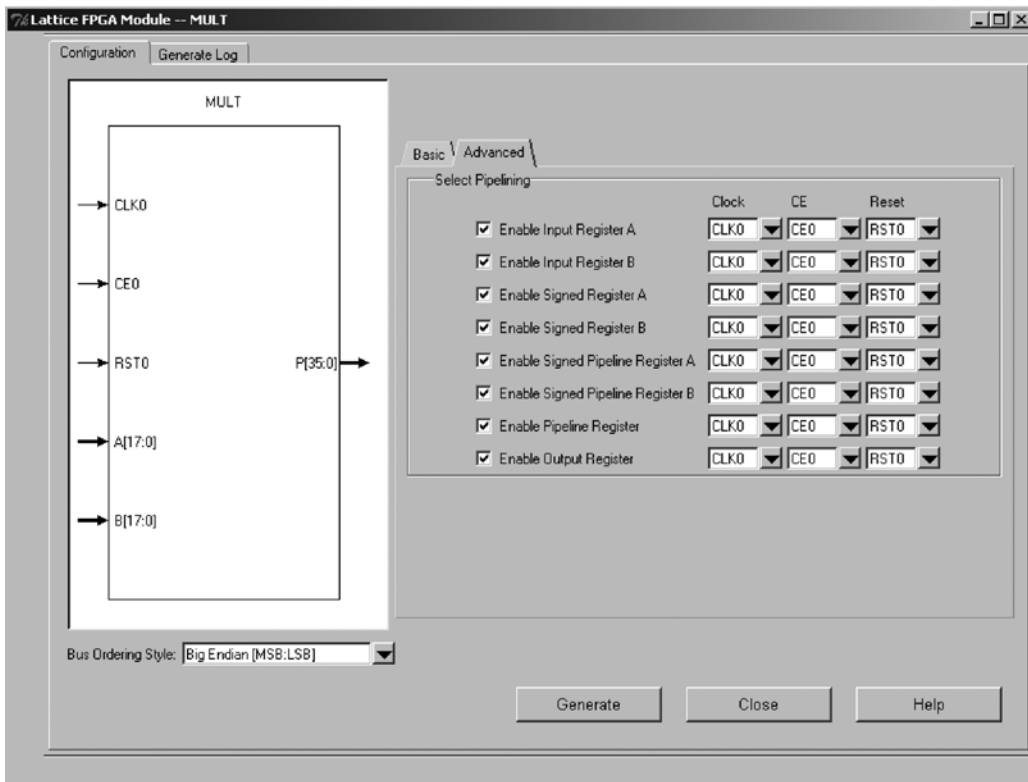 Lattice FPGA Module -- MULT
Configuration Generate Log
MULT
CLK0
CE0
RST0 P[35:0]
A[17:0]
B[17:0]
Bus Ordering Style: Big Endian [MSB:LSB]
Basic Advanced
Select Pipelining
Clock CE Reset
Enable Input Register A CLK0 CE0 RST0
Enable Input Register B CLK0 CE0 RST0
Enable Signed Register A CLK0 CE0 RST0
Enable Signed Register B CLK0 CE0 RST0
Enable Signed Pipeline Register A CLK0 CE0 RST0
Enable Signed Pipeline Register B CLK0 CE0 RST0
Enable Pipeline Register CLK0 CE0 RST0
Enable Output Register CLK0 CE0 RST0
Generate Close Help